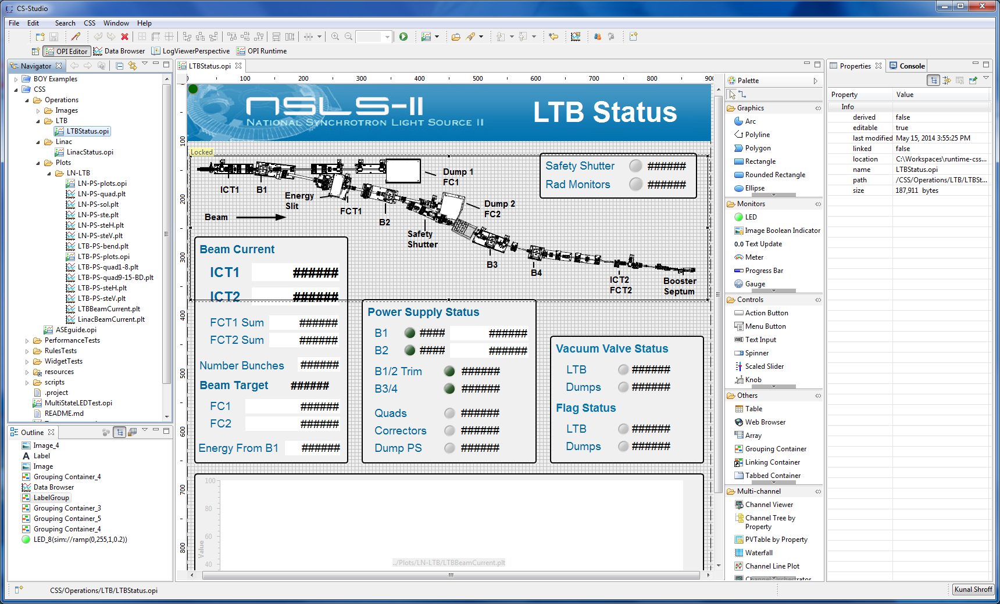 CS-Studio
File Edit Search CSS Window Help
OPI Editor Data Browser LogViewerPerspective OPI Runtime
Navigator
BOY Examples
CSS
Operations
Images
LTB
LTBStatus.opi
Linac
LinacStatus.opi
Plots
LN-LTB
LN-PS-plots.opi
LN-PS-quad.plt
LN-PS-sol.plt
LN-PS-ste.plt
LN-PS-steH.plt
LN-PS-steV.plt
LTB-PS-bend.plt
LTB-PS-plots.opi
LTB-PS-quad1-8.plt
LTB-PS-quad9-15-BD.plt
LTB-PS-steH.plt
LTB-PS-steV.plt
LTBBeamCurrent.plt
LinacBeamCurrent.plt
ASEguide.opi
PerformanceTests
RulesTests
WidgetTests
resources
scripts
.project
MultiStateLEDTest.opi
README.md
Outline
Image_4
Label
Image
Grouping Container_4
Data Browser
LabelGroup
Grouping Container_3
Grouping Container_5
Grouping Container_4
LED_8(sim://ramp(0,255,1,0.2))
LTBStatus.opi
0 100 200 300 400 500 600 700 800 900
100
200
300
400
500
600
700
800
NSLS-II
NATIONAL SYNCHROTRON LIGHT SOURCE II
LTB Status
Locked
ICT1
B1
Energy
Slit
FCT1
B2
Dump 1
FC1
Dump 2
FC2
Beam
Safety
Shutter
B3
B4
ICT2
FCT2
Booster
Septum
Safety Shutter ######
Rad Monitors ######
Beam Current
ICT1 ######
ICT2 ######
FCT1 Sum ######
FCT2 Sum ######
Number Bunches ######
Beam Target ######
FC1 ######
FC2 ######
Energy From B1 ######
Power Supply Status
B1 #### ######
B2 #### ######
B1/2 Trim ######
B3/4 ######
Quads ######
Correctors ######
Dump PS ######
Vacuum Valve Status
LTB ######
Dumps ######
Flag Status
LTB ######
Dumps ######
100
80
60
40
Value
../Plots/LN-LTB/LTBBeamCurrent.plt
Palette
Graphics
Arc
Polyline
Polygon
Rectangle
Rounded Rectangle
Ellipse
Monitors
LED
Image Boolean Indicator
Text Update
Meter
Progress Bar
Gauge
Controls
Action Button
Menu Button
Text Input
Spinner
Scaled Slider
Knob
Others
Table
Web Browser
Array
Grouping Container
Linking Container
Tabbed Container
Multi-channel
Channel Viewer
Channel Tree by
Property
PVTable by Property
Waterfall
Channel Line Plot
Properties Console
Property Value
Info
derived false
editable true
last modified May 15, 2014 3:55:25 PM
linked false
location C:\Workspaces\runtime-css...
name LTBStatus.opi
path /CSS/Operations/LTB/LTBSt...
size 187,911 bytes
CSS/Operations/LTB/LTBStatus.opi
Kunal Shroff